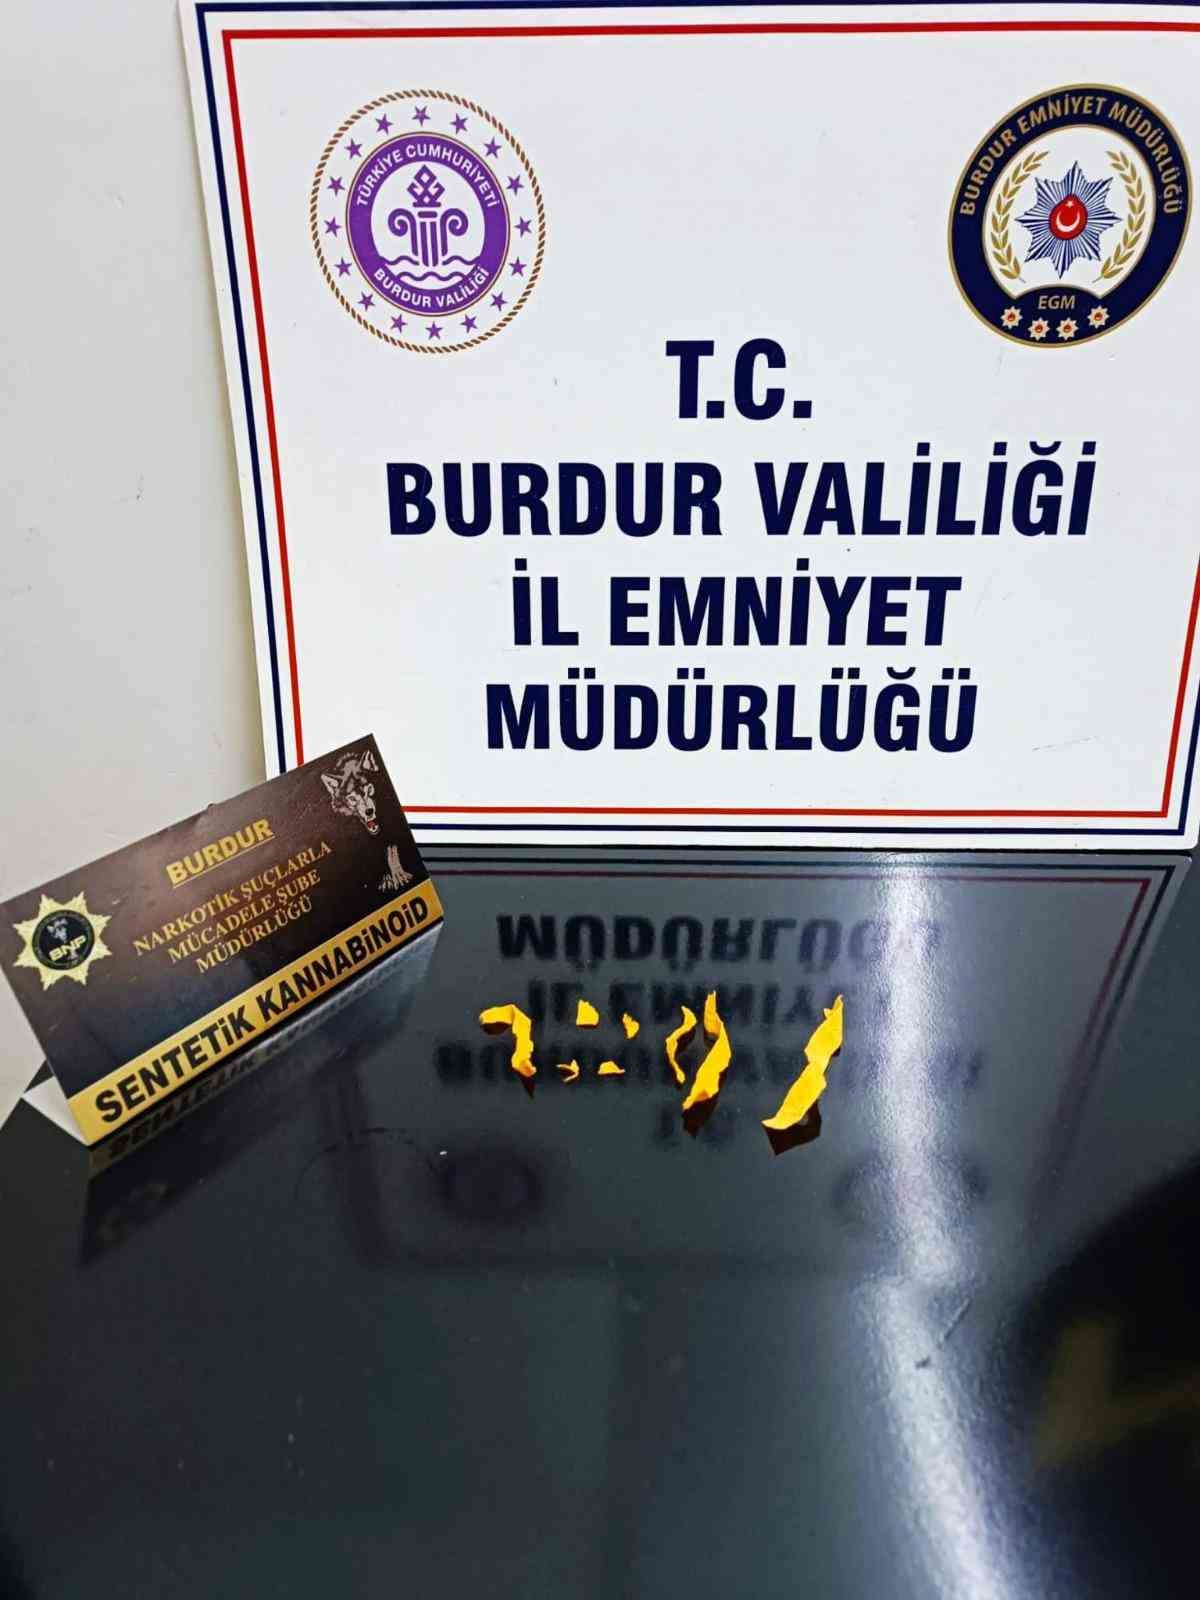 TÜRKİYE CUMHURİYETİ
BURDUR VALİLİĞİ
BURDUR EMNİYET MÜDÜRLÜĞÜ
EGM
T.C.
BURDUR VALİLİĞİ
İL EMNİYET
MÜDÜRLÜĞÜ
BURDUR
NARKOTİK SUÇLARLA
MÜCADELE ŞUBE
MÜDÜRLÜĞÜ
BNP
SENTETİK KANNABİNOİD